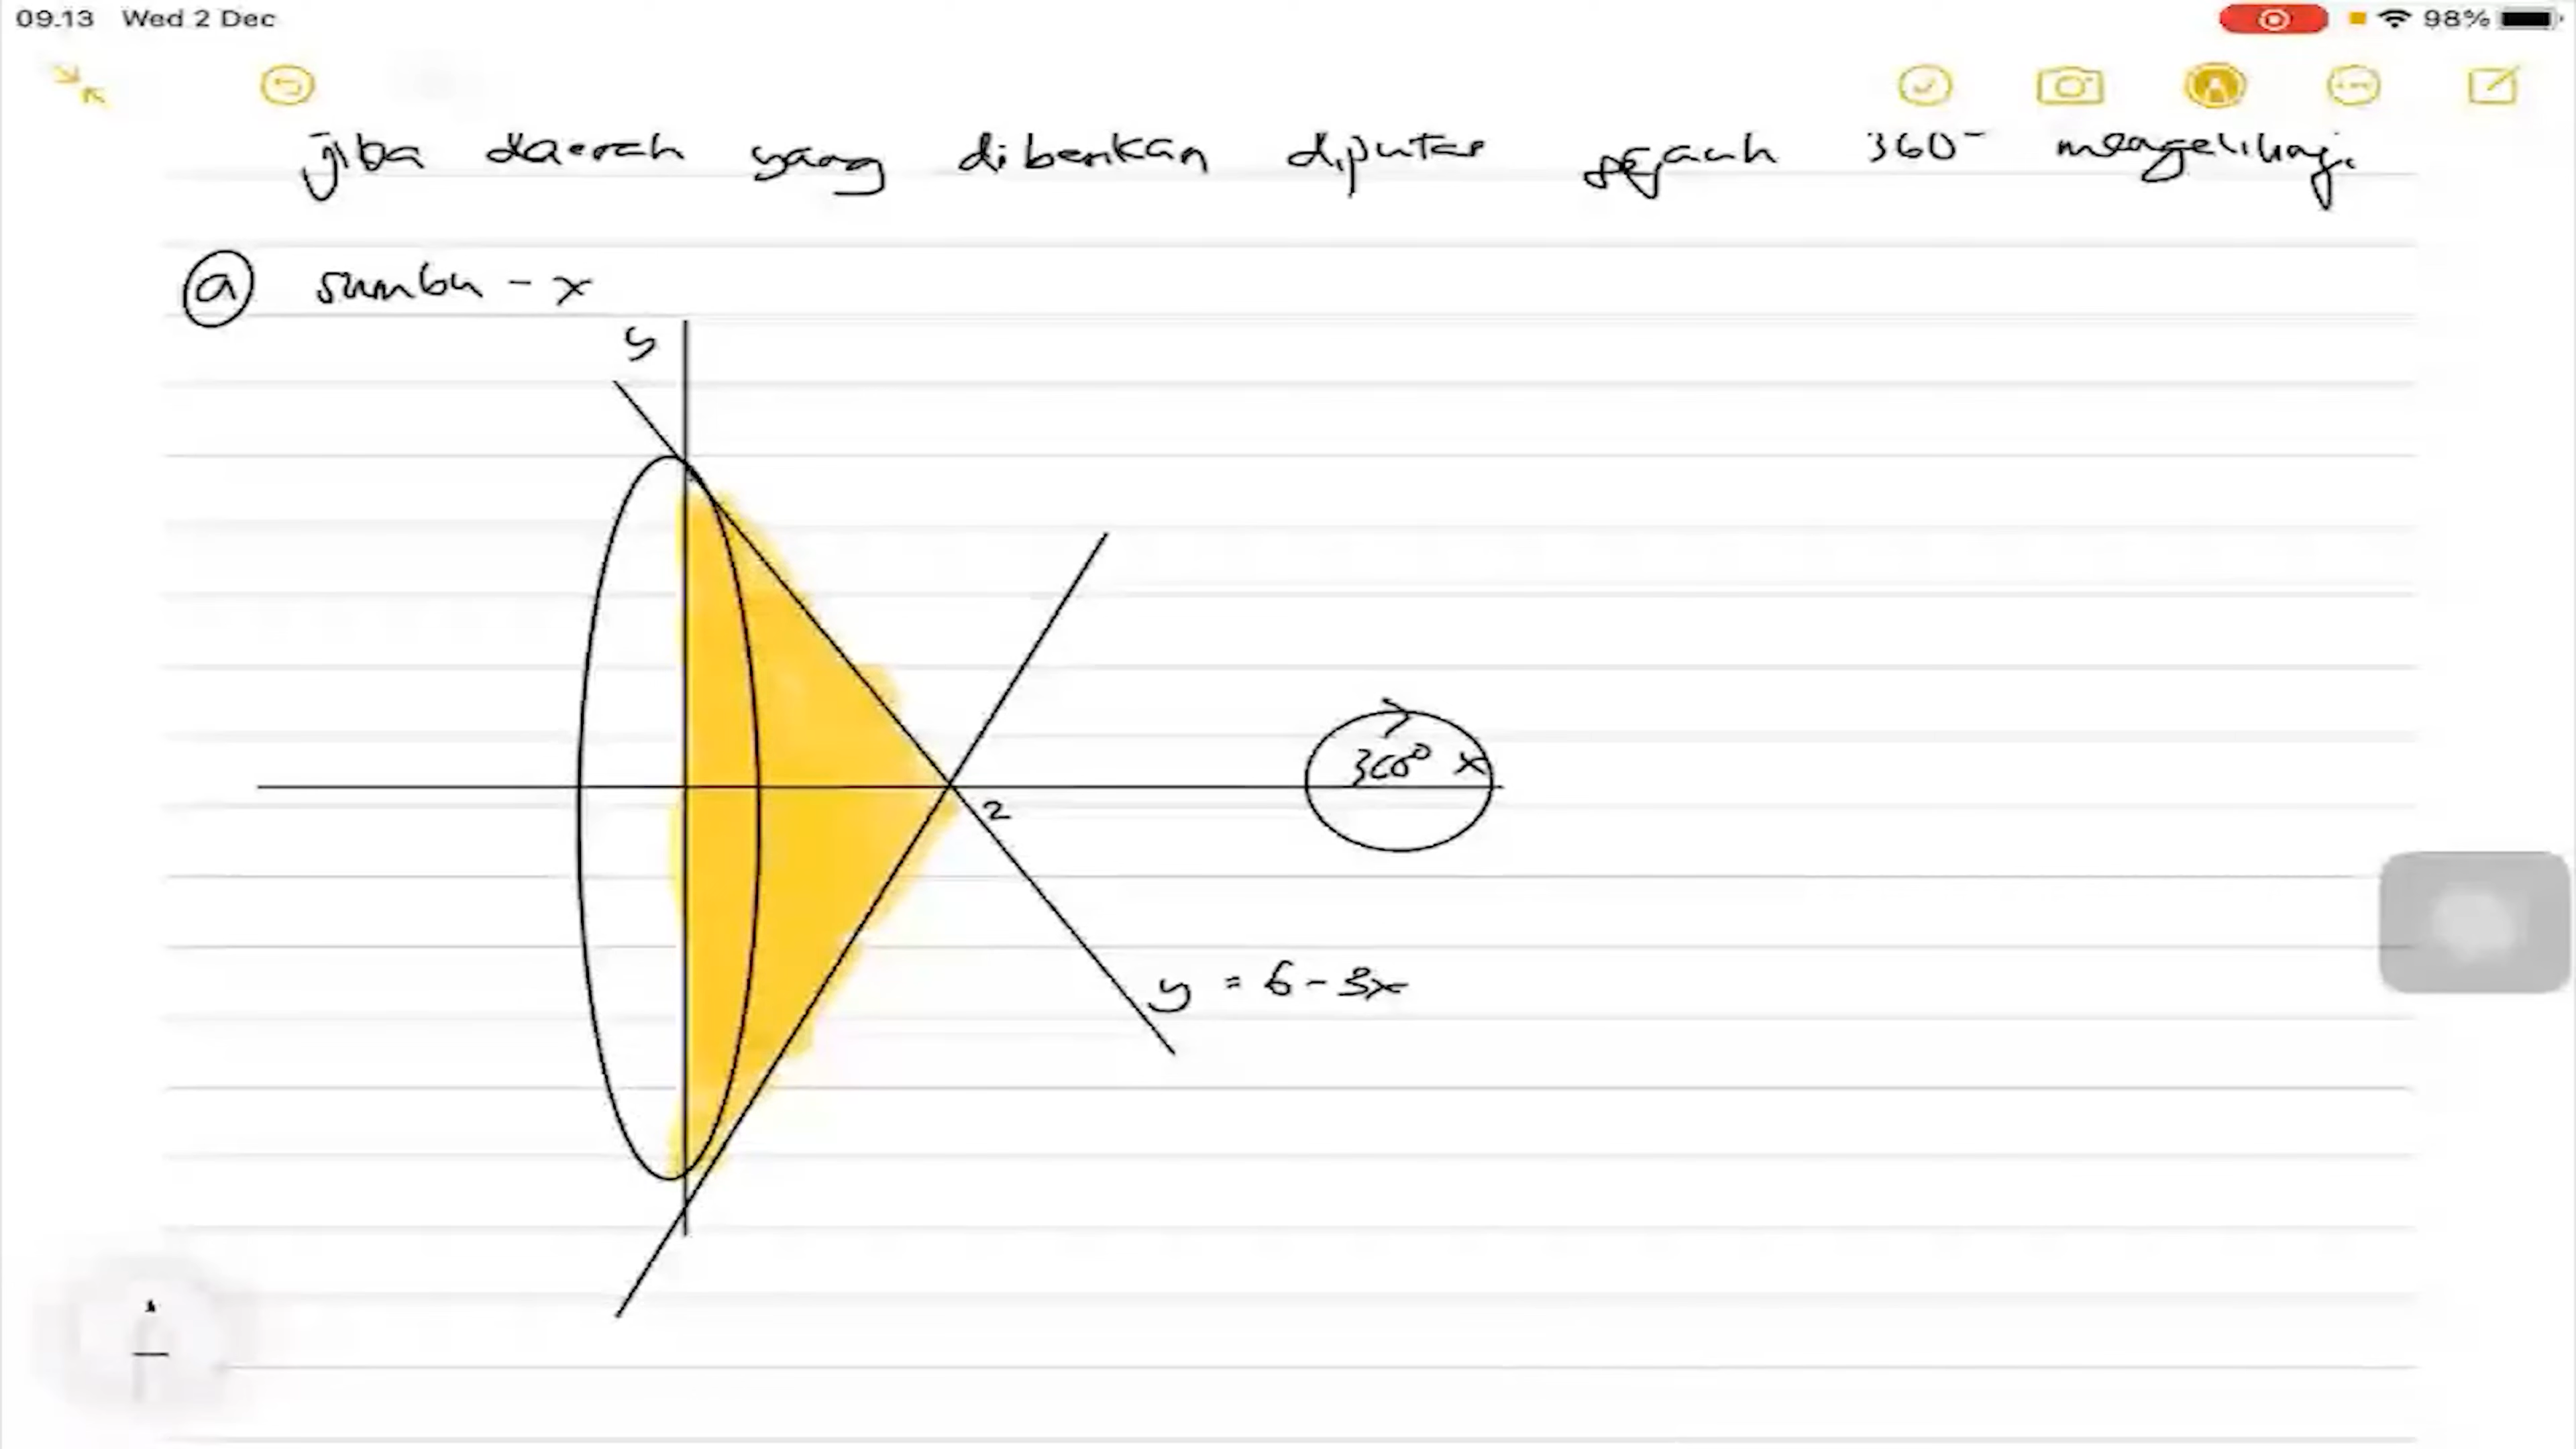 09.13 Wed 2 Dec
98%
jika daerah yang diberikan diputar sejauh 360° mengelilingi
a sumbu - x
y
360° x
2
y = 6 - 3x